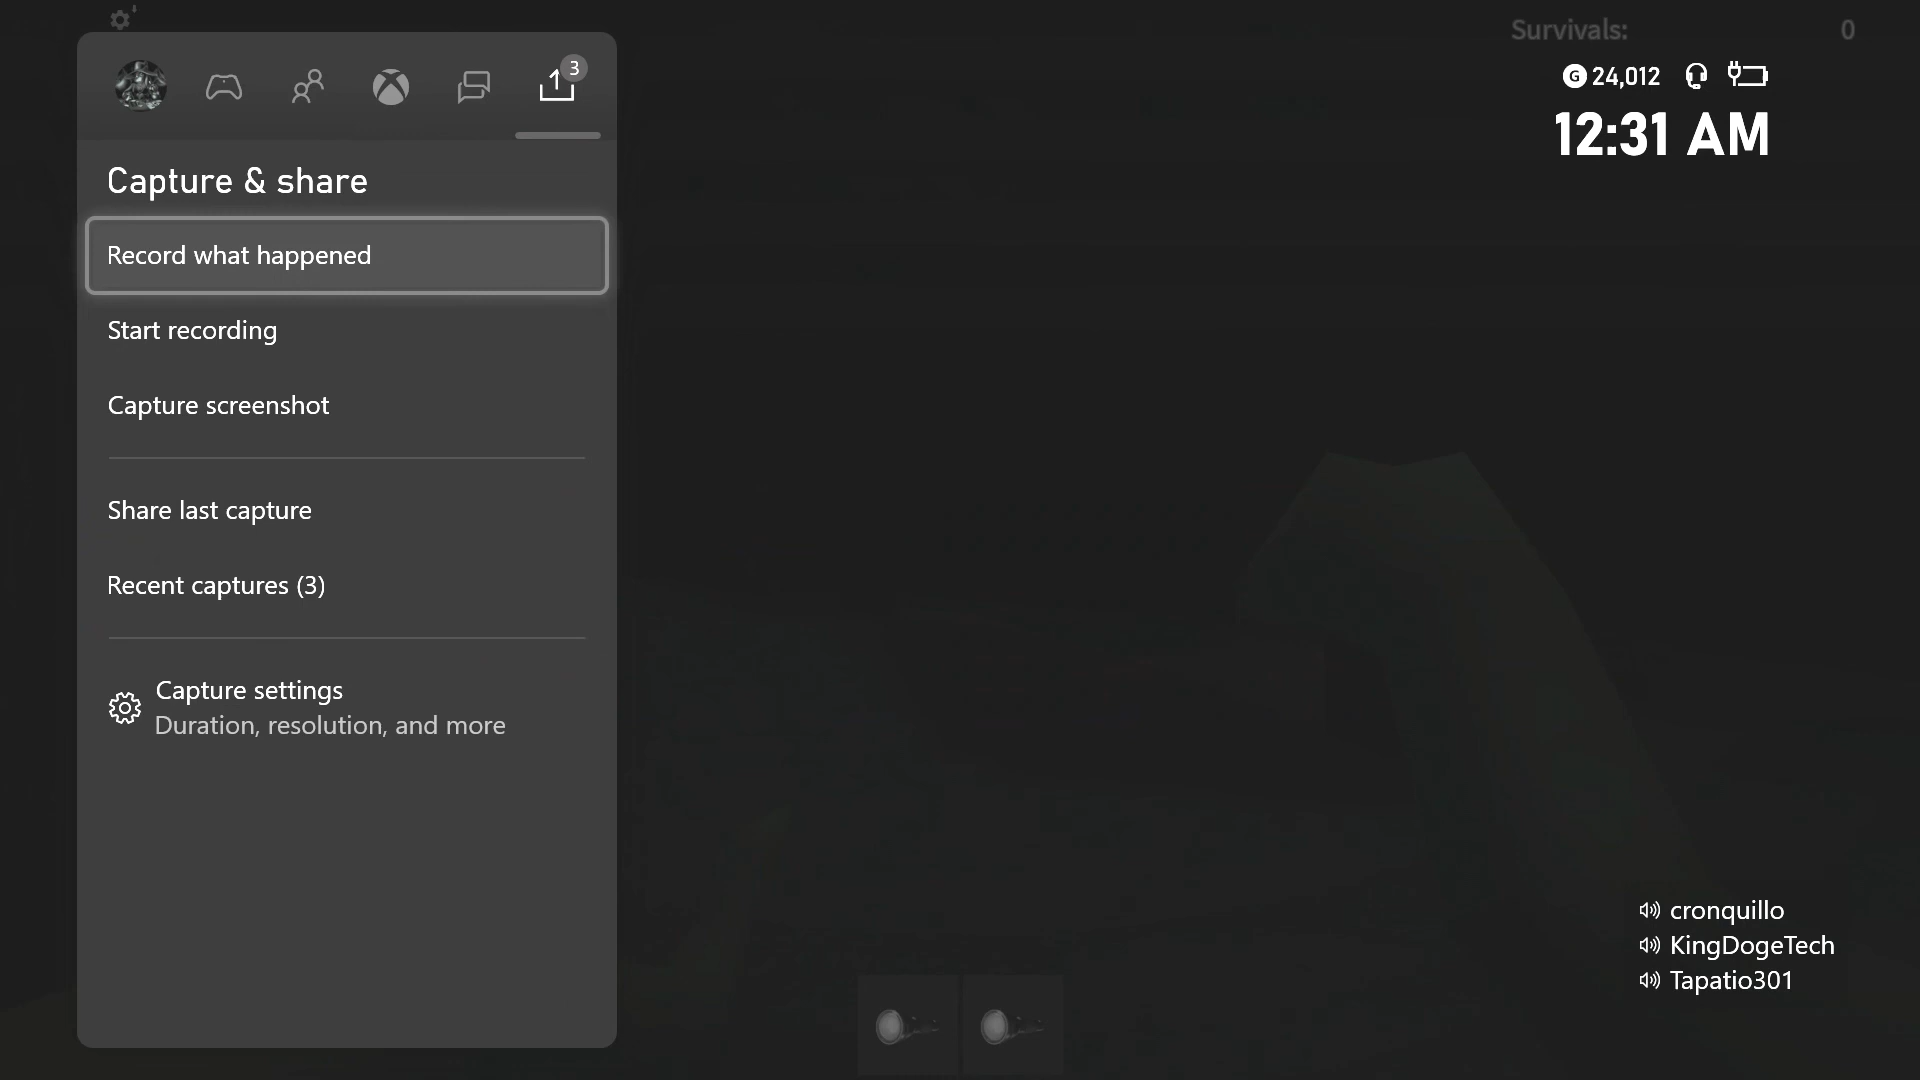 Survivals: 0
3
G 24,012
12:31 AM
Capture & share
Record what happened
Start recording
Capture screenshot
Share last capture
Recent captures (3)
Capture settings
Duration, resolution, and more
cronquillo
KingDogeTech
Tapatio301